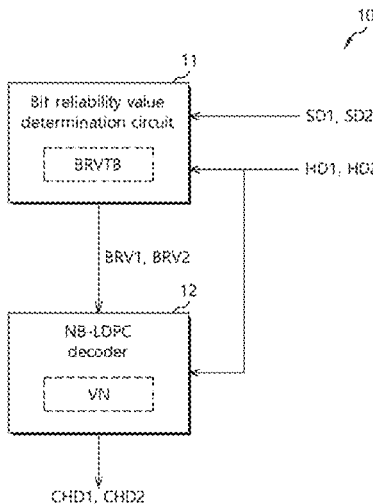 10
11
Bit reliability value
determination circuit
BRVTB
SD1, SD2
HD1, HD2
BRV1, BRV2
12
NB-LDPC
decoder
VN
CHD1, CHD2